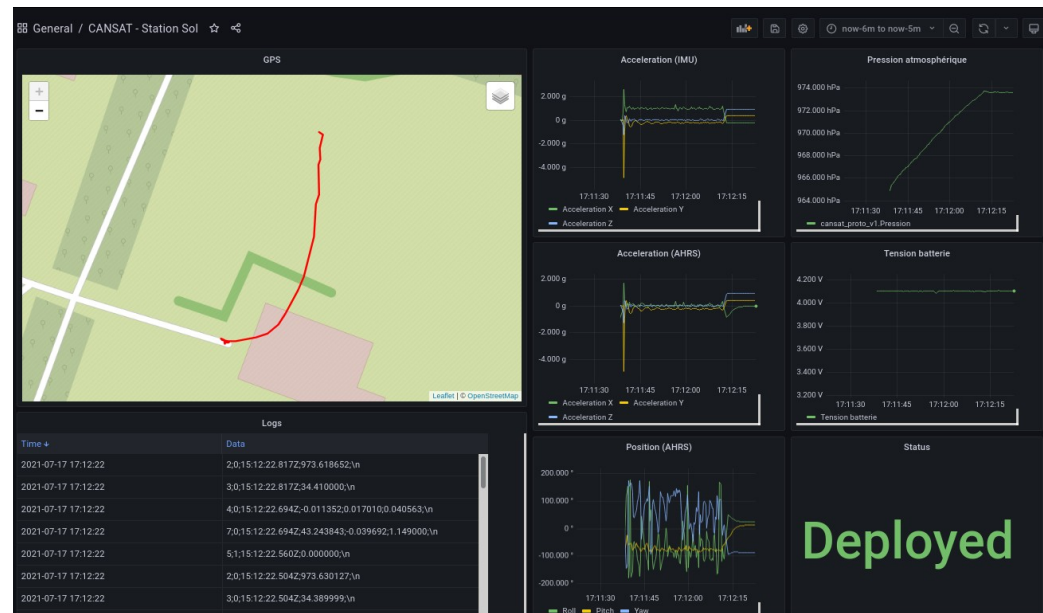 General / CANSAT - Station Sol
now-6m to now-5m
GPS
+
−
Leaflet | © OpenStreetMap
Acceleration (IMU)
2.000 g
0 g
-2.000 g
-4.000 g
17:11:30 17:11:45 17:12:00 17:12:15
Acceleration X Acceleration Y
Acceleration Z
Pression atmosphérique
974.000 hPa
972.000 hPa
970.000 hPa
968.000 hPa
966.000 hPa
964.000 hPa
17:11:30 17:11:45 17:12:00 17:12:15
cansat_proto_v1.Pression
Acceleration (AHRS)
2.000 g
0 g
-2.000 g
-4.000 g
17:11:30 17:11:45 17:12:00 17:12:15
Acceleration X Acceleration Y
Acceleration Z
Tension batterie
4.200 V
4.000 V
3.800 V
3.600 V
3.400 V
3.200 V
17:11:30 17:11:45 17:12:00 17:12:15
Tension batterie
Logs
Time ↓ Data
2021-07-17 17:12:22 2;0;15:12:22.817Z;973.618652;\n
2021-07-17 17:12:22 3;0;15:12:22.817Z;34.410000;\n
2021-07-17 17:12:22 4;0;15:12:22.694Z;-0.011352;0.017010;0.040563;\n
2021-07-17 17:12:22 7;0;15:12:22.694Z;43.243843;-0.039692;1.149000;\n
2021-07-17 17:12:22 5;1;15:12:22.560Z;0.000000;\n
2021-07-17 17:12:22 2;0;15:12:22.504Z;973.630127;\n
2021-07-17 17:12:22 3;0;15:12:22.504Z;34.389999;\n
Position (AHRS)
200.000 °
100.000 °
0 °
-100.000 °
-200.000 °
17:11:30 17:11:45 17:12:00 17:12:15
Roll Pitch Yaw
Status
Deployed